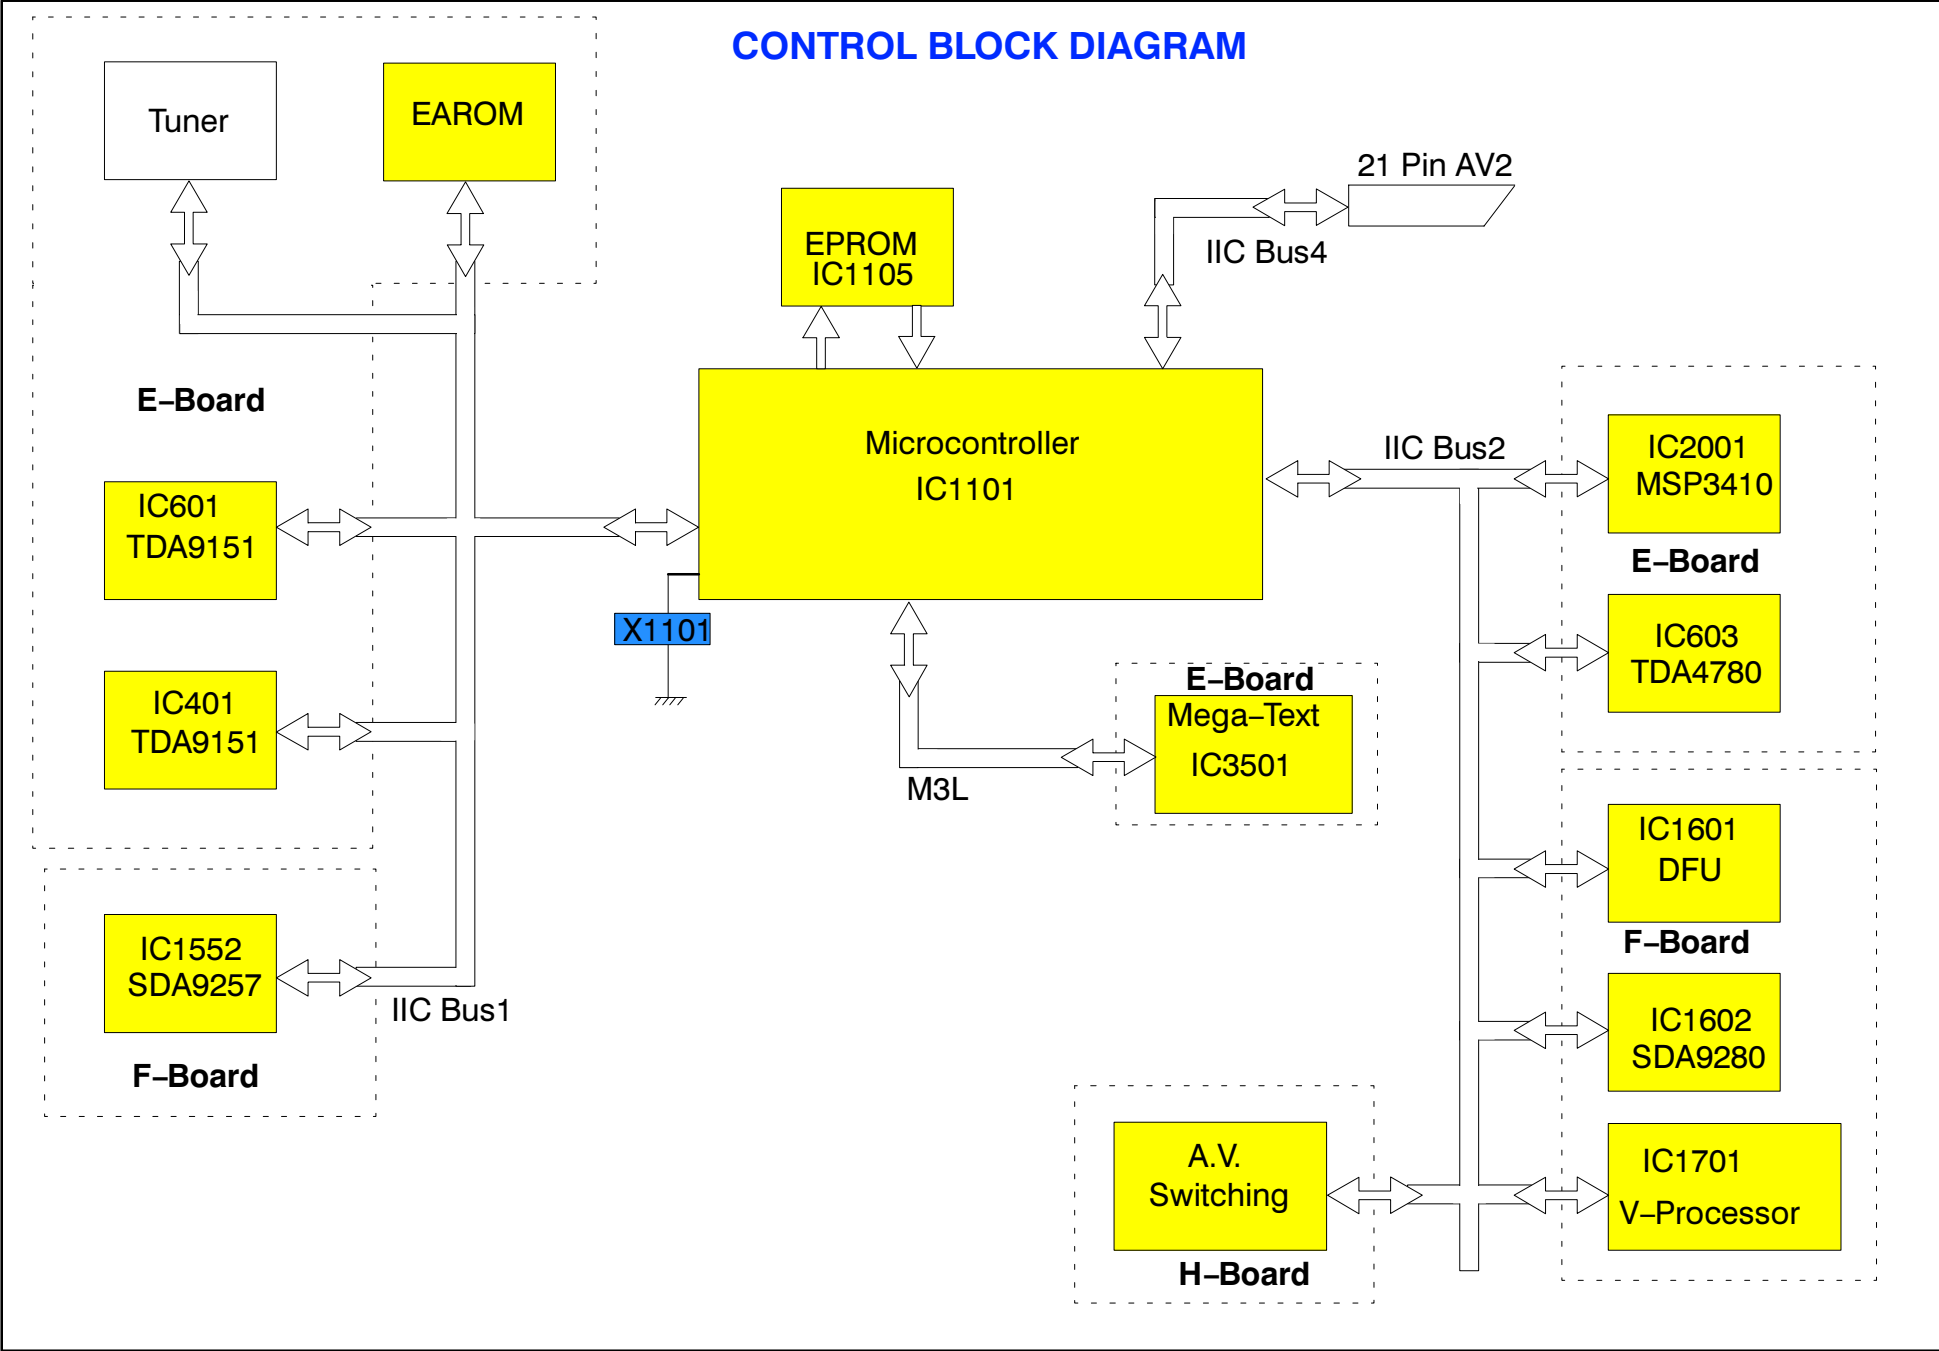 CONTROL BLOCK DIAGRAM
Tuner
EAROM
21 Pin AV2
EPROM
IC1105
IIC Bus4
E–Board
Microcontroller
IC1101
IIC Bus2
IC2001
MSP3410
E–Board
IC601
TDA9151
X1101
IC603
TDA4780
IC401
TDA9151
E–Board
Mega–Text
IC3501
M3L
IC1601
DFU
F–Board
IC1552
SDA9257
IIC Bus1
F–Board
IC1602
SDA9280
A.V.
Switching
H–Board
IC1701
V–Processor